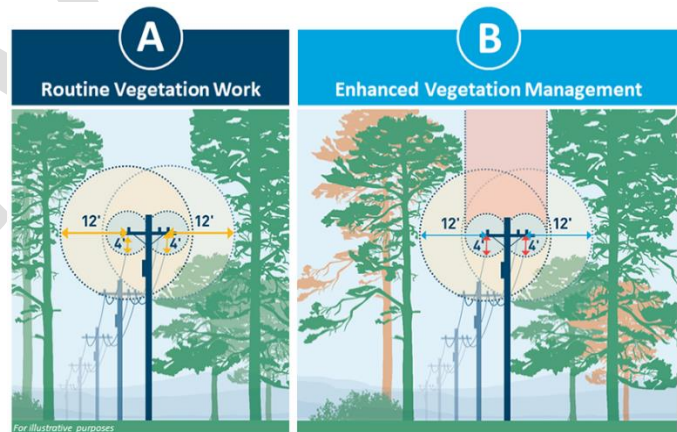 A
Routine Vegetation Work
12'
12'
4'
4'
For illustrative purposes
B
Enhanced Vegetation Management
12'
12'
4'
4'